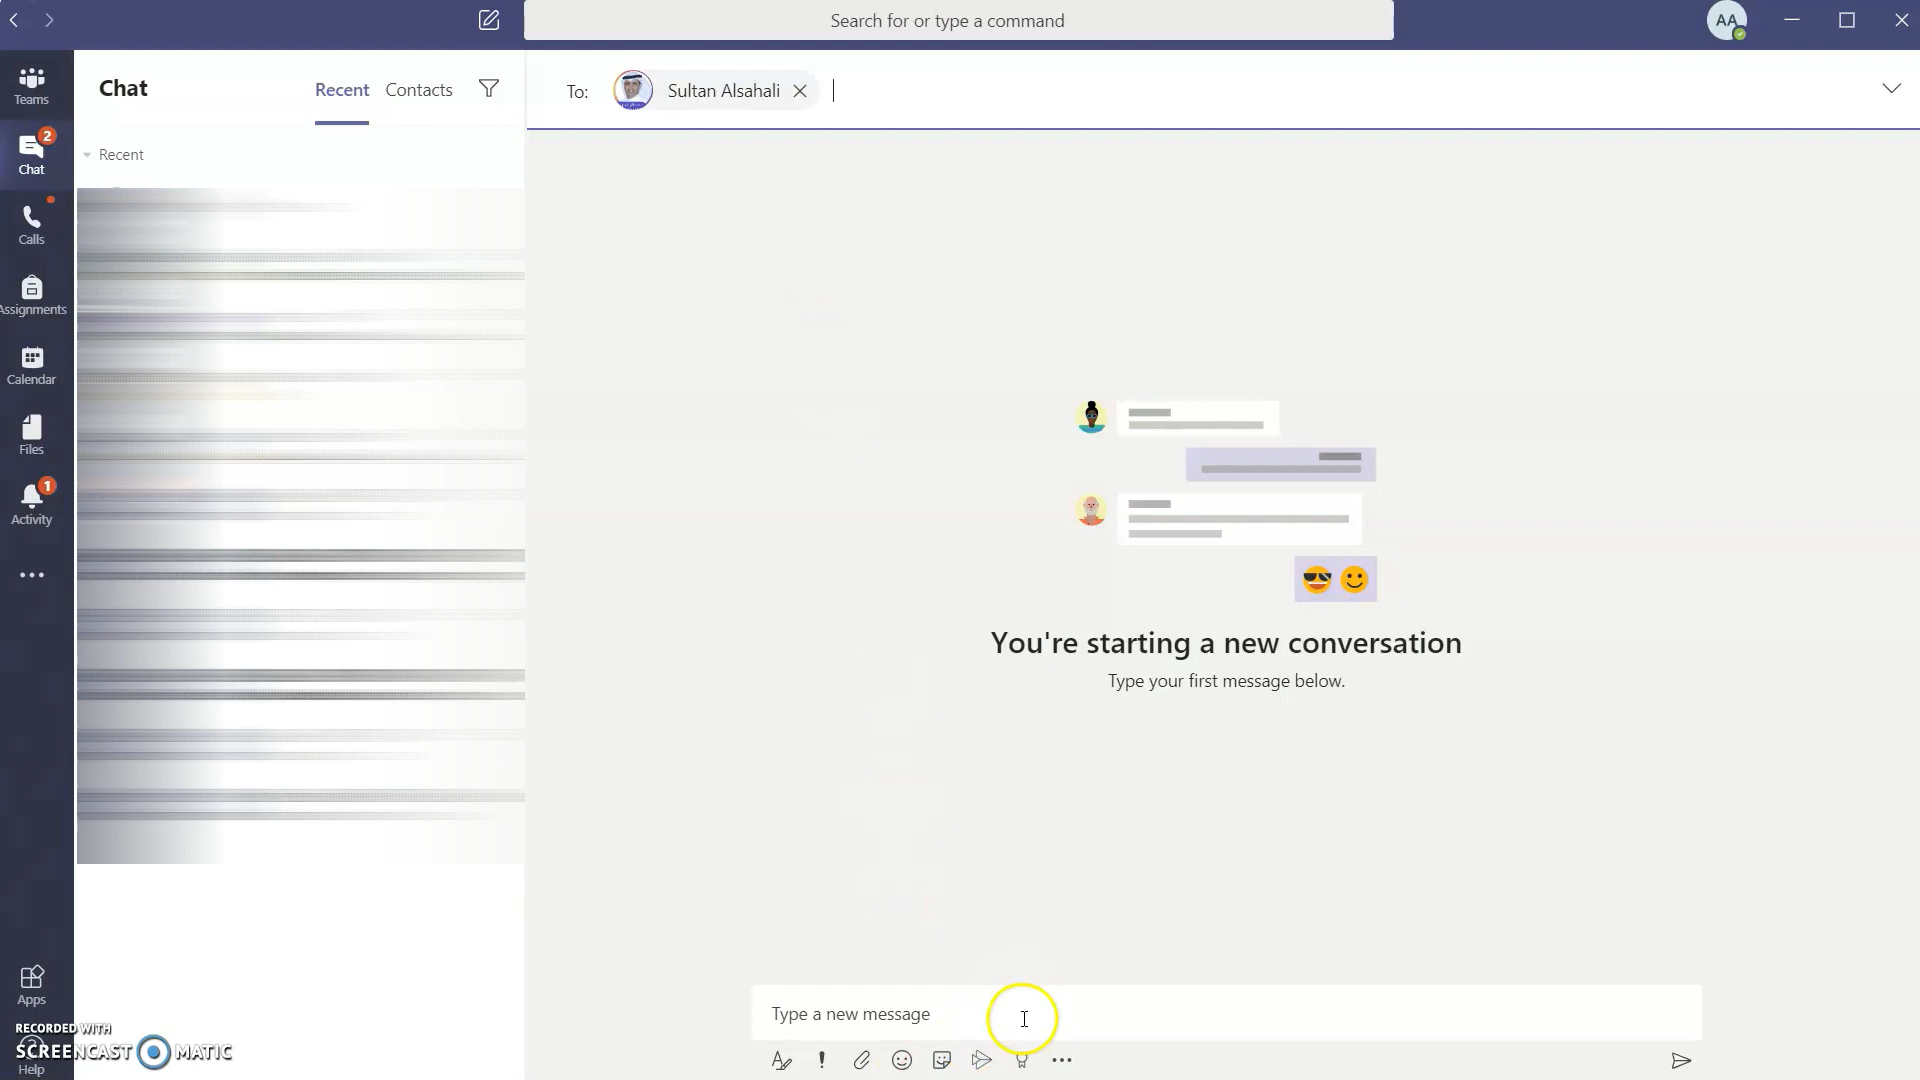 Search for or type a command
AA
Teams
Chat
Recent
Contacts
To:
Sultan Alsahali
2
Chat
Recent
Calls
Assignments
Calendar
Files
1
Activity
You're starting a new conversation
Type your first message below.
Apps
Type a new message
RECORDED WITH
SCREENCAST MATIC
Help